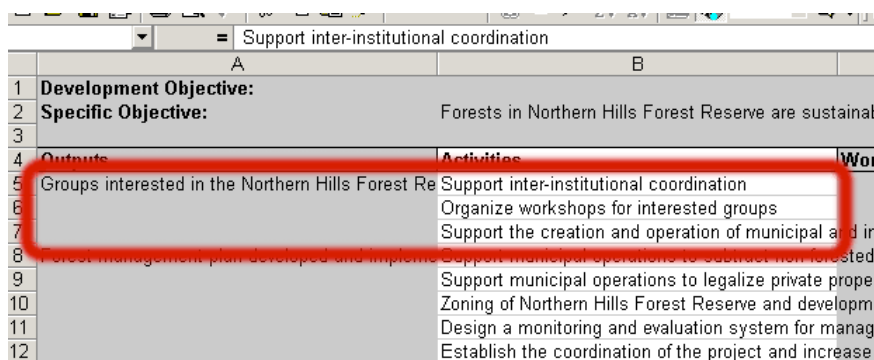 = Support inter-institutional coordination
A B
1 Development Objective:
2 Specific Objective: Forests in Northern Hills Forest Reserve are
3
4 Outputs Activities
5 Groups interested in the Northern Hills Forest Re Support inter-institutional coordination
6 Organize workshops for interested groups
7 Support the creation and operation of municipal and in
8 Forest management plan developed and impleme Support municipal operations to subtract non forested
9 Support municipal operations to legalize private prope
10 Zoning of Northern Hills Forest Reserve and developm
11 Design a monitoring and evaluation system for manag
12 Establish the coordination of the project and increase